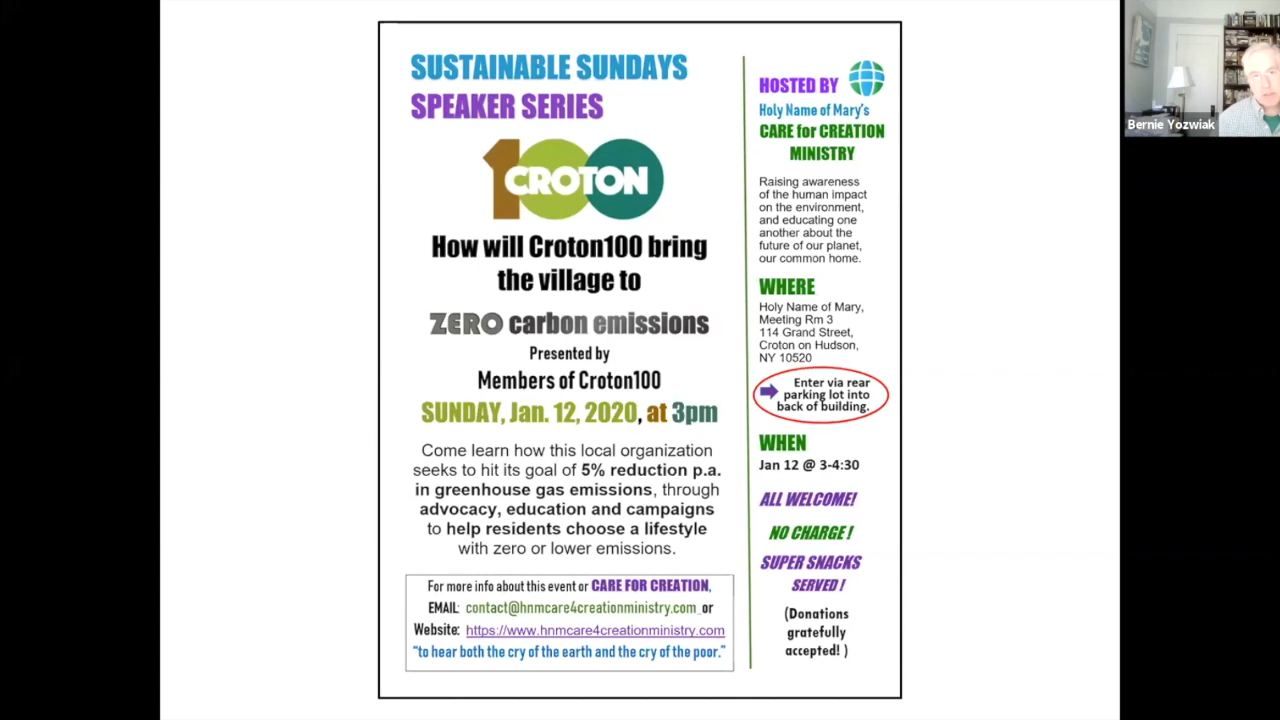 SUSTAINABLE SUNDAYS
SPEAKER SERIES
100
CROTON
How will Croton100 bring
the village to
ZERO carbon emissions
Presented by
Members of Croton100
SUNDAY, Jan. 12, 2020, at 3pm
Come learn how this local organization
seeks to hit its goal of 5% reduction p.a.
in greenhouse gas emissions, through
advocacy, education and campaigns
to help residents choose a lifestyle
with zero or lower emissions.
For more info about this event or CARE FOR CREATION,
EMAIL: contact@hnmcare4creationministry.com or
Website: https://www.hnmcare4creationministry.com
“to hear both the cry of the earth and the cry of the poor.”
HOSTED BY
Holy Name of Mary’s
CARE for CREATION
MINISTRY
Raising awareness
of the human impact
on the environment,
and educating one
another about the
future of our planet,
our common home.
WHERE
Holy Name of Mary,
Meeting Rm 3
114 Grand Street,
Croton on Hudson,
NY 10520
Enter via rear
parking lot into
back of building.
WHEN
Jan 12 @ 3-4:30
ALL WELCOME!
NO CHARGE !
SUPER SNACKS
SERVED !
(Donations
gratefully
accepted! )
Bernie Yozwiak